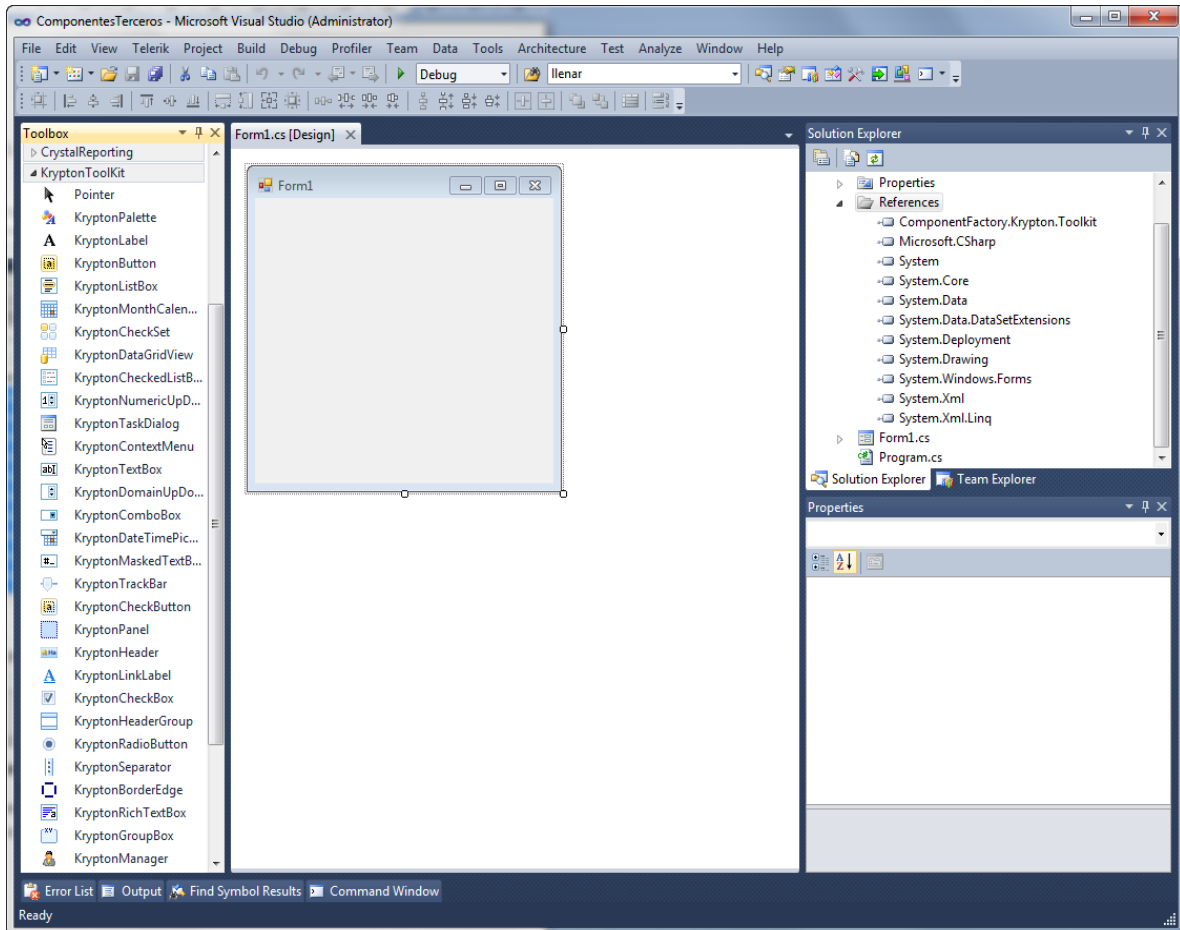 ComponentesTerceros - Microsoft Visual Studio (Administrator)
File Edit View Telerik Project Build Debug Profiler Team Data Tools Architecture Test Analyze Window Help
Debug
llenar
Toolbox
CrystalReporting
KryptonToolKit
Pointer
KryptonPalette
KryptonLabel
KryptonButton
KryptonListBox
KryptonMonthCalen...
KryptonCheckSet
KryptonDataGridView
KryptonCheckedListB...
KryptonNumericUpD...
KryptonTaskDialog
KryptonContextMenu
KryptonTextBox
KryptonDomainUpDo...
KryptonComboBox
KryptonDateTimePic...
KryptonMaskedTextB...
KryptonTrackBar
KryptonCheckButton
KryptonPanel
KryptonHeader
KryptonLinkLabel
KryptonCheckBox
KryptonHeaderGroup
KryptonRadioButton
KryptonSeparator
KryptonBorderEdge
KryptonRichTextBox
KryptonGroupBox
KryptonManager
Form1.cs [Design]
Form1
Solution Explorer
Properties
References
ComponentFactory.Krypton.Toolkit
Microsoft.CSharp
System
System.Core
System.Data
System.Data.DataSetExtensions
System.Deployment
System.Drawing
System.Windows.Forms
System.Xml
System.Xml.Linq
Form1.cs
Program.cs
Solution Explorer Team Explorer
Properties
Error List Output Find Symbol Results Command Window
Ready